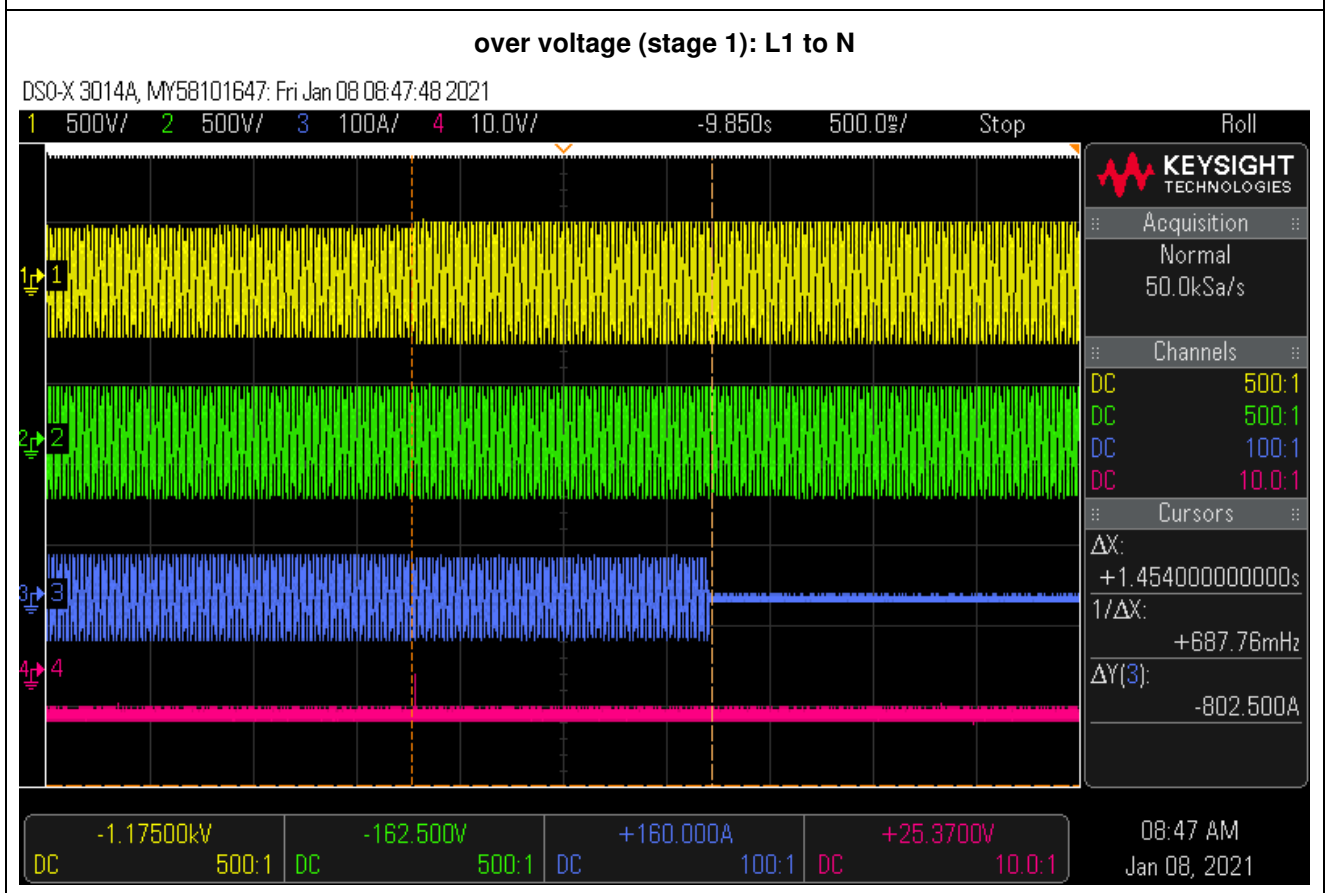 over voltage (stage 1): L1 to N
DSO-X 3014A, MY58101647: Fri Jan 08 08:47:48 2021
1 500V/ 2 500V/ 3 100A/ 4 10.0V/ -9.850s 500.0ms/ Stop Roll
KEYSIGHT
TECHNOLOGIES
Acquisition
Normal
50.0kSa/s
Channels
DC 500:1
DC 500:1
DC 100:1
DC 10.0:1
Cursors
ΔX:
+1.454000000000s
1/ΔX:
+687.76mHz
ΔY(3):
-802.500A
1 1
2 2
3 3
4 4
-1.17500kV -162.500V +160.000A +25.3700V
DC 500:1 DC 500:1 DC 100:1 DC 10.0:1
08:47 AM
Jan 08, 2021